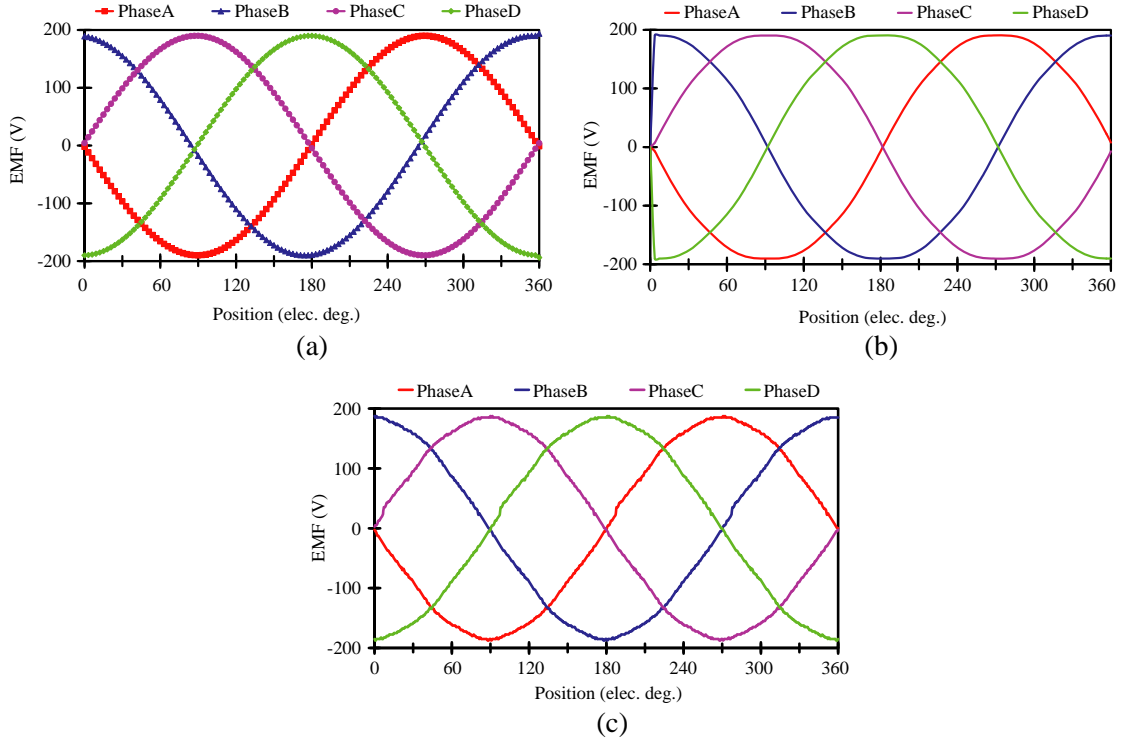 PhaseA PhaseB PhaseC PhaseD
200
100
0
-100
-200
EMF (V)
0 60 120 180 240 300 360
Position (elec. deg.)
(a)
PhaseA PhaseB PhaseC PhaseD
200
100
0
-100
-200
EMF (V)
0 60 120 180 240 300 360
Position (elec. deg.)
(b)
PhaseA PhaseB PhaseC PhaseD
200
100
0
-100
-200
EMF (V)
0 60 120 180 240 300 360
Position (elec. deg.)
(c)